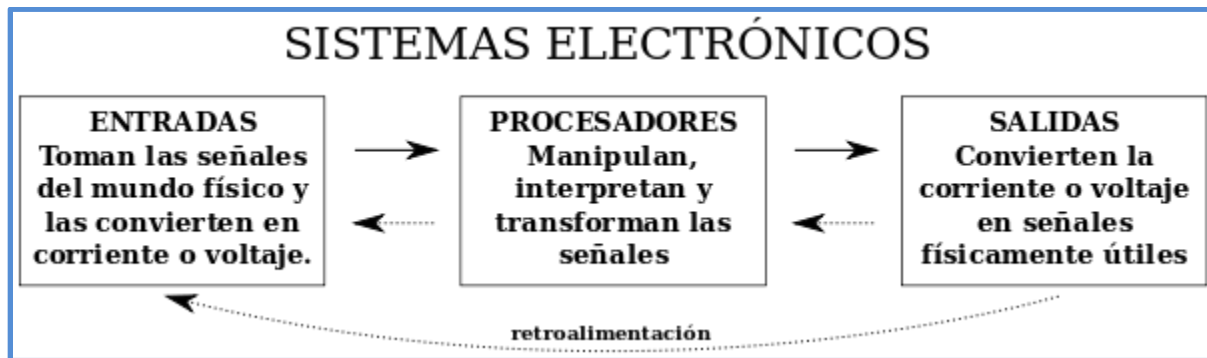 SISTEMAS ELECTRÓNICOS
ENTRADAS
Toman las señales
del mundo físico y
las convierten en
corriente o voltaje.
PROCESADORES
Manipulan,
interpretan y
transforman las
señales
SALIDAS
Convierten la
corriente o voltaje
en señales
físicamente útiles
retroalimentación